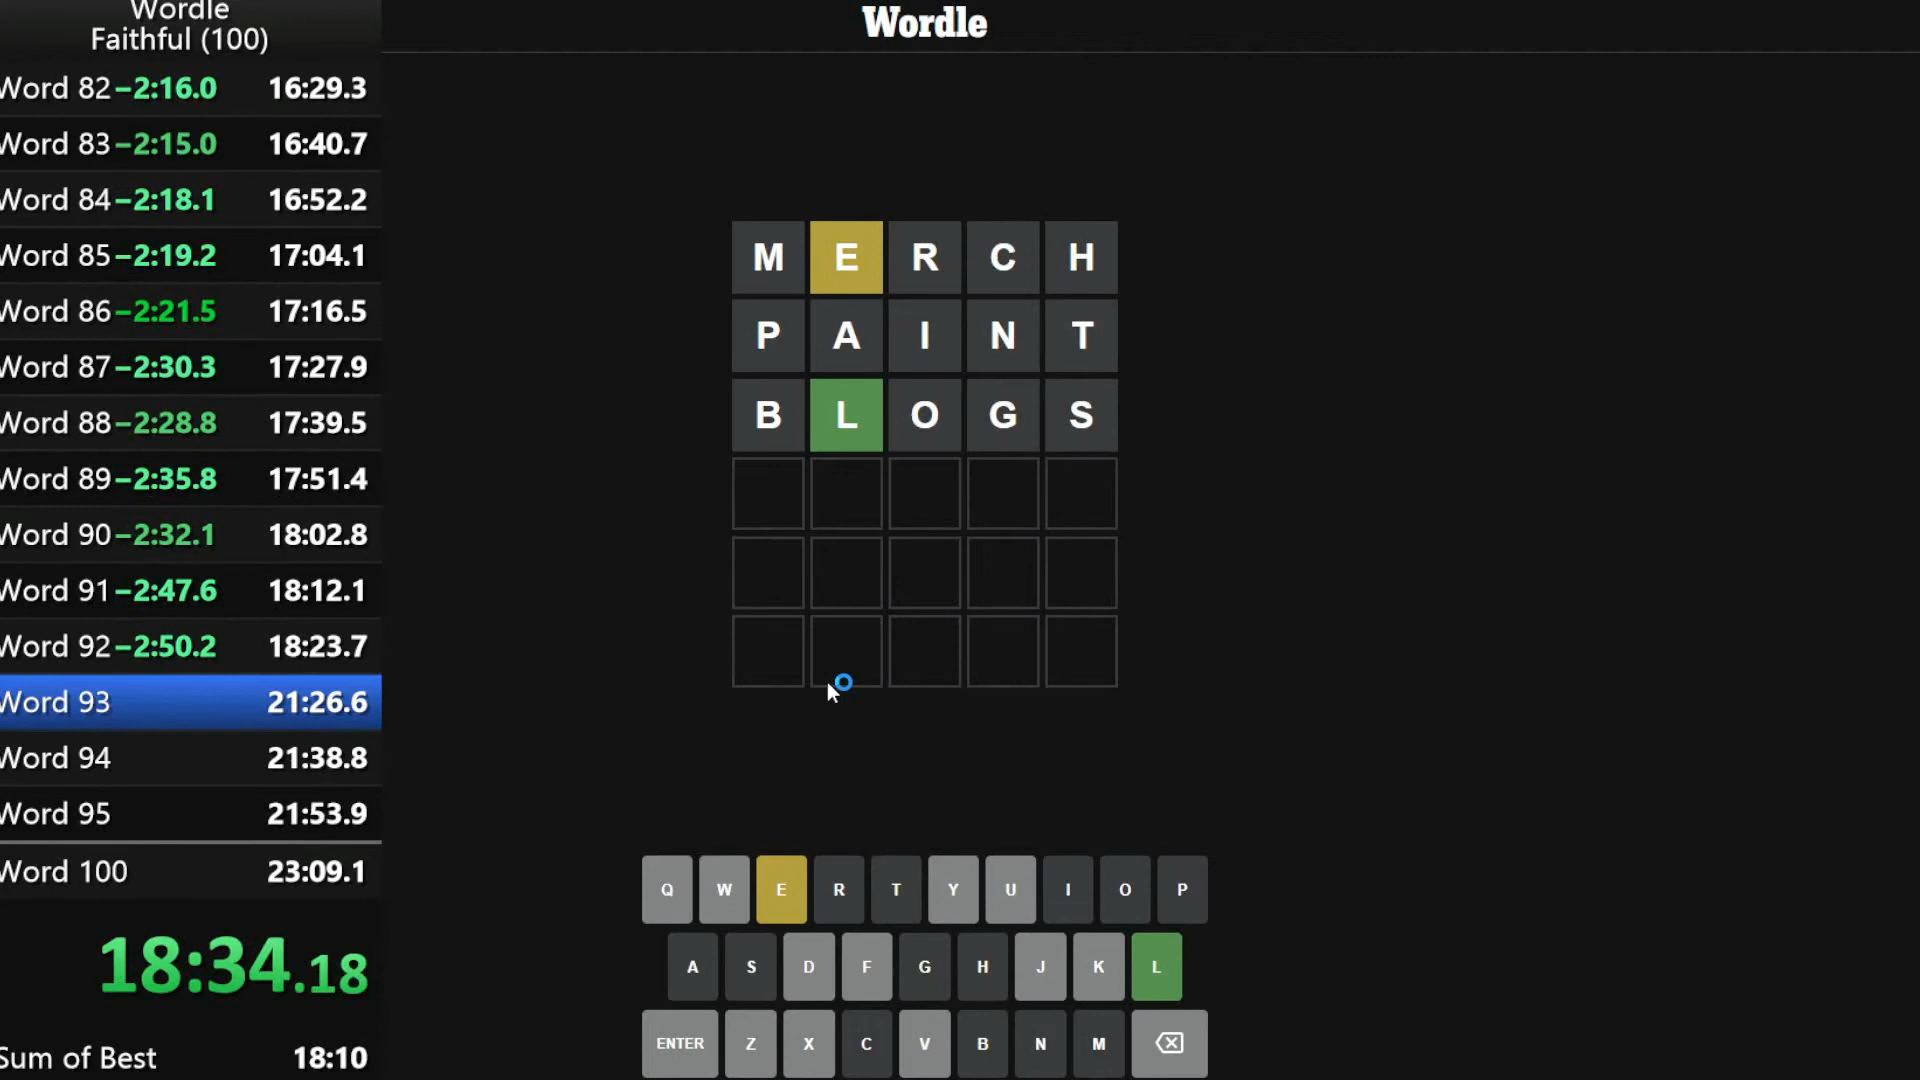 Wordle
Faithful (100)
Word 82 -2:16.0 16:29.3
Word 83 -2:15.0 16:40.7
Word 84 -2:18.1 16:52.2
Word 85 -2:19.2 17:04.1
Word 86 -2:21.5 17:16.5
Word 87 -2:30.3 17:27.9
Word 88 -2:28.8 17:39.5
Word 89 -2:35.8 17:51.4
Word 90 -2:32.1 18:02.8
Word 91 -2:47.6 18:12.1
Word 92 -2:50.2 18:23.7
Word 93 21:26.6
Word 94 21:38.8
Word 95 21:53.9
Word 100 23:09.1
18:34.18
Sum of Best 18:10
Wordle
M E R C H
P A I N T
B L O G S
Q W E R T Y U I O P
A S D F G H J K L
ENTER Z X C V B N M